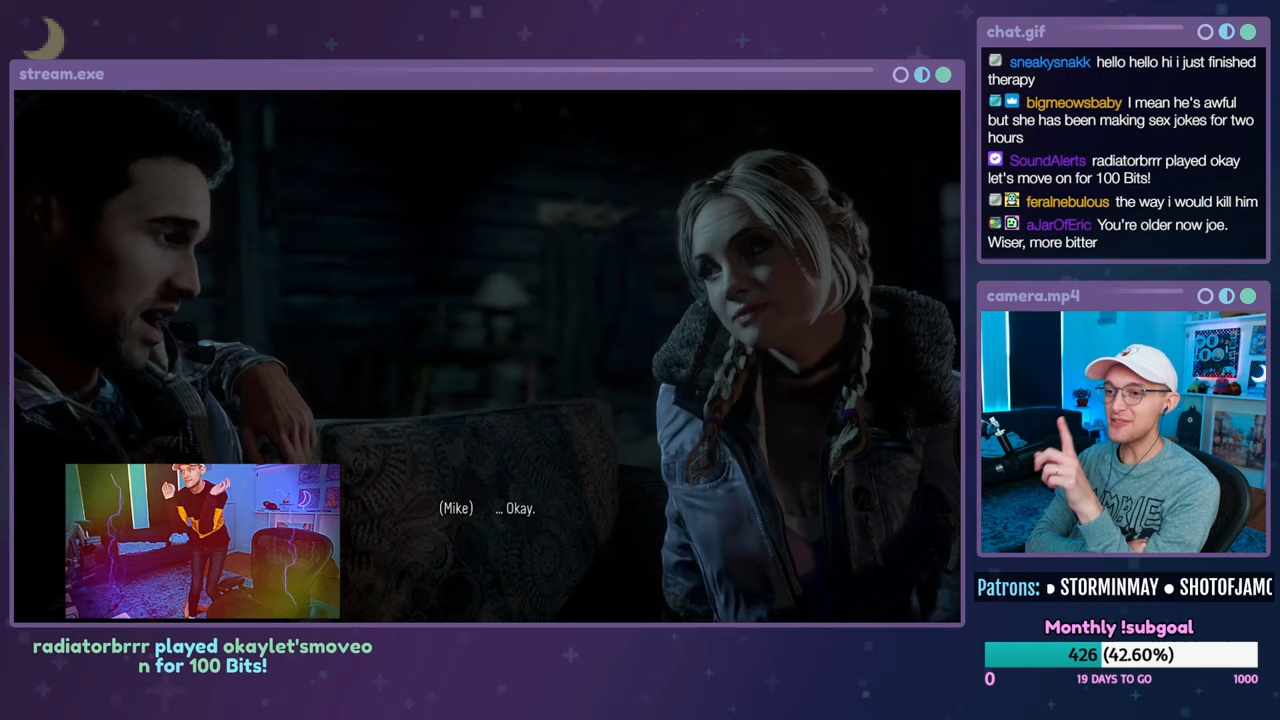 stream.exe
(Mike) ... Okay.
radiatorbrrr played okaylet'smoveo
n for 100 Bits!
chat.gif
sneakysnakk hello hello hi i just finished
therapy
bigmeowsbaby I mean he's awful
but she has been making sex jokes for two
hours
SoundAlerts radiatorbrrr played okay
let's move on for 100 Bits!
feralnebulous the way i would kill him
aJarOfEric You're older now joe.
Wiser, more bitter
camera.mp4
Patrons: STORMINMAY ● SHOTOFJAMO
Monthly !subgoal
426 (42.60%)
0 19 DAYS TO GO 1000